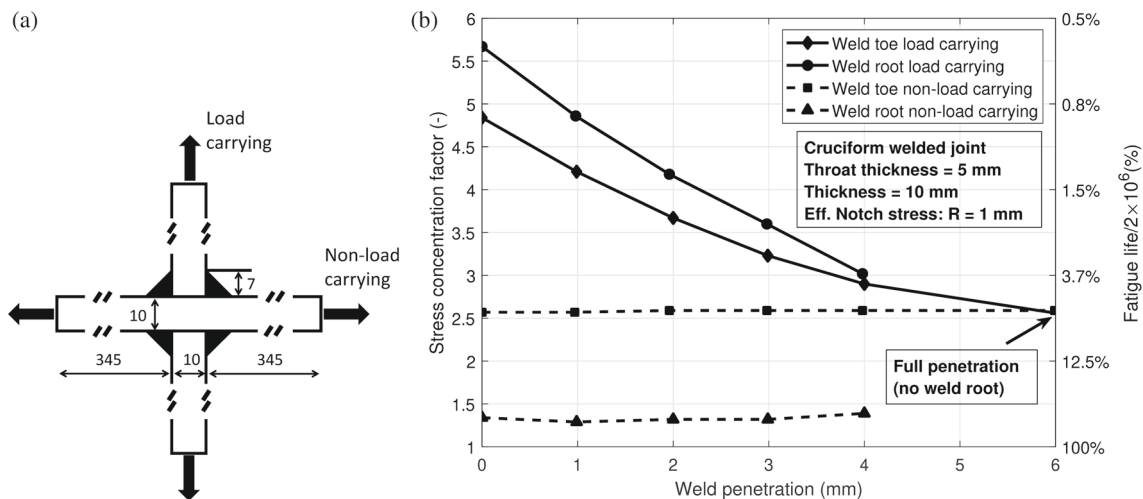 (a)
Load
carrying
Non-load
carrying
7
10
345
10
345
(b)
Stress concentration factor (-)
6
5.5
5
4.5
4
3.5
3
2.5
2
1.5
1
0
1
2
3
4
5
6
Weld penetration (mm)
0.5%
0.8%
1.5%
3.7%
12.5%
100%
Fatigue life/2×10⁶(%)
Weld toe load carrying
Weld root load carrying
Weld toe non-load carrying
Weld root non-load carrying
Cruciform welded joint
Throat thickness = 5 mm
Thickness = 10 mm
Eff. Notch stress: R = 1 mm
Full penetration
(no weld root)